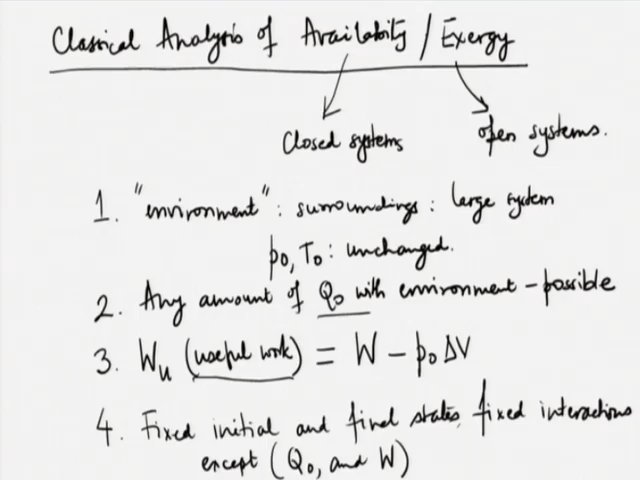 Classical Analysis of Availability / Exergy
Closed systems
open systems.
1. "environment": surroundings: large system
p0, T0: unchanged.
2. Any amount of Q0 with environment - possible
3. Wu (useful work) ≡ W - p0 ΔV
4. Fixed initial and final states, fixed interactions
except (Q0, and W)